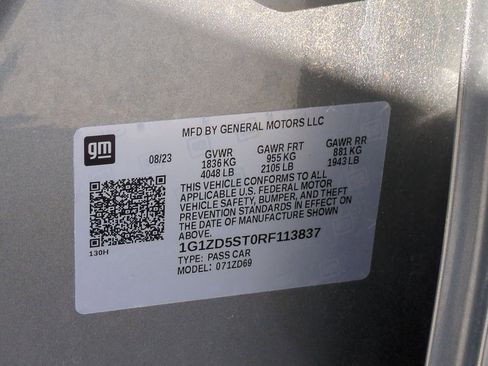 MFD BY GENERAL MOTORS LLC
gm
08/23 GVWR GAWR FRT GAWR RR
1836 KG 955 KG 881 KG
4048 LB 2105 LB 1943 LB
THIS VEHICLE CONFORMS TO ALL
APPLICABLE U.S. FEDERAL MOTOR
VEHICLE SAFETY, BUMPER, AND THEFT
PREVENTION STANDARDS IN EFFECT ON
THE DATE OF MANUFACTURE SHOWN
ABOVE.
1G1ZD5ST0RF113837
130H
TYPE: PASS CAR
MODEL: 071ZD69